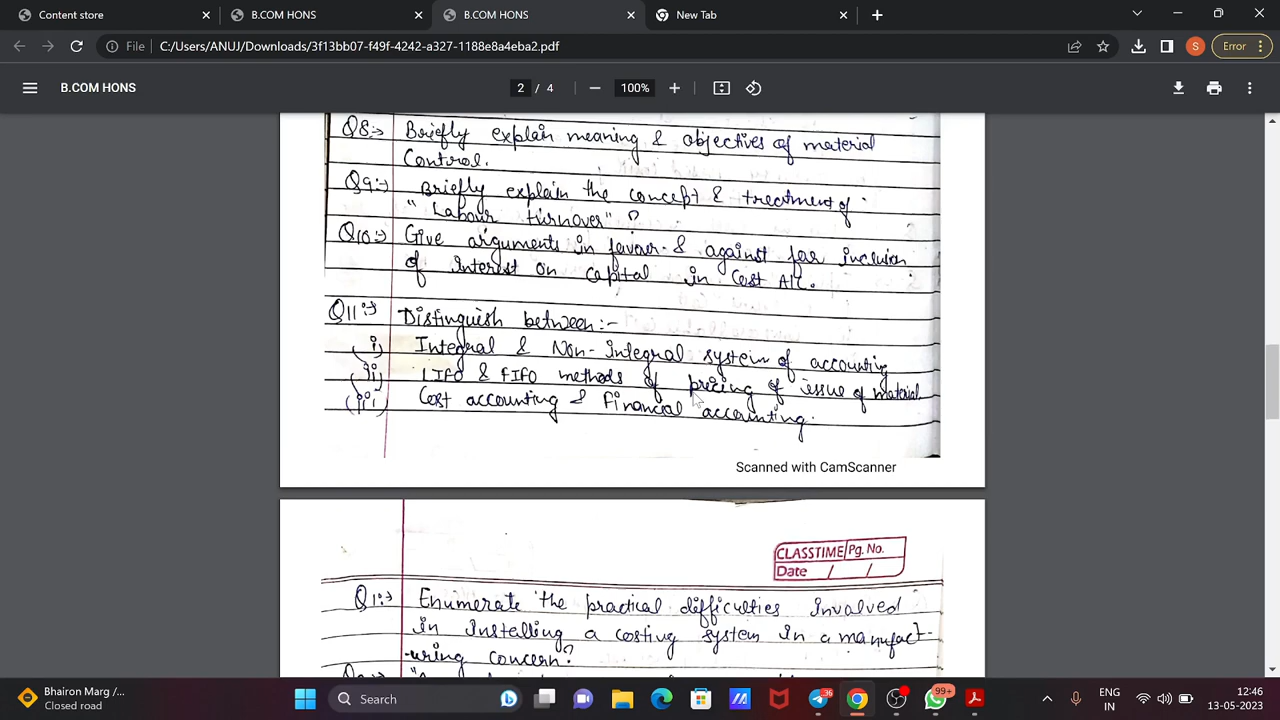 Content store
B.COM HONS
B.COM HONS
New Tab
File
C:/Users/ANUJ/Downloads/3f13bb07-f49f-4242-a327-1188e8a4eba2.pdf
S
Error
B.COM HONS
2 / 4
100%
Q8:-> Briefly explain meaning & objectives of material
Control.
Q9:-> Briefly explain the concept & treatment of
"Labour turnover" ?
Q10:-> Give arguments in favour & against for inclusion
of interest on capital in Cost A/C.
Q11:-> Distinguish between:-
i) Integral & Non-Integral system of accounting
ii) LIFO & FIFO methods of pricing of issue of material
(iii) Cost accounting & financial accounting.
Scanned with CamScanner
CLASSTIME Pg. No.
Date / /
Q1:-> Enumerate the practical difficulties involved
in installing a costing system in a manufact-
-uring concern?
Bhairon Marg /...
Closed road
Search
36
99+
ENG
IN
12:46
13-05-2023